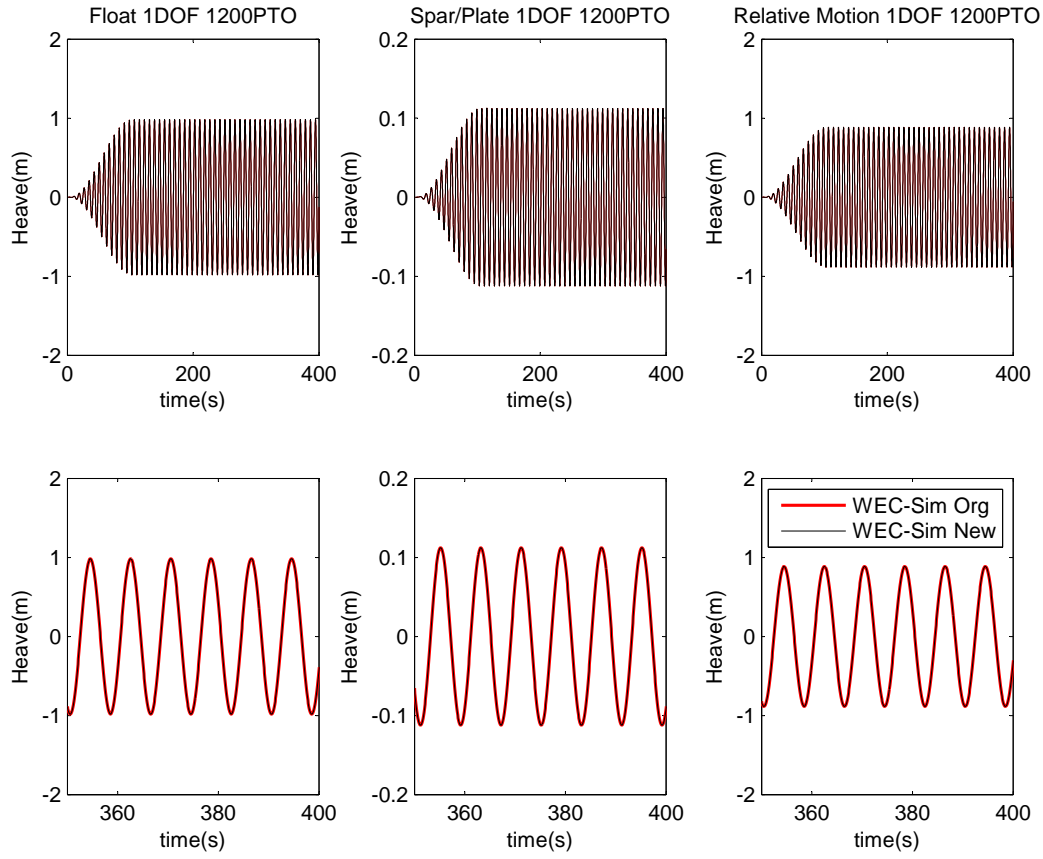 Float 1DOF 1200PTO
Spar/Plate 1DOF 1200PTO
Relative Motion 1DOF 1200PTO
2
1
0
-1
-2
Heave(m)
0
200
400
time(s)
0.2
0.1
0
-0.1
-0.2
Heave(m)
0
200
400
time(s)
2
1
0
-1
-2
Heave(m)
0
200
400
time(s)
2
1
0
-1
-2
Heave(m)
360
380
400
time(s)
0.2
0.1
0
-0.1
-0.2
Heave(m)
360
380
400
time(s)
2
1
0
-1
-2
Heave(m)
WEC-Sim Org
WEC-Sim New
360
380
400
time(s)